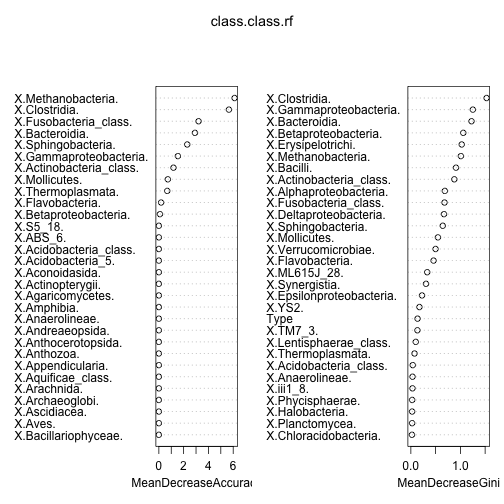 class.class.rf
X.Methanobacteria.
X.Clostridia.
X.Fusobacteria_class.
X.Bacteroidia.
X.Sphingobacteria.
X.Gammaproteobacteria.
X.Actinobacteria_class.
X.Mollicutes.
X.Thermoplasmata.
X.Flavobacteria.
X.Betaproteobacteria.
X.S5_18.
X.ABS_6.
X.Acidobacteria_class.
X.Acidobacteria_5.
X.Aconoidasida.
X.Actinopterygii.
X.Agaricomycetes.
X.Amphibia.
X.Anaerolineae.
X.Andreaeopsida.
X.Anthocerotopsida.
X.Anthozoa.
X.Appendicularia.
X.Aquificae_class.
X.Arachnida.
X.Archaeoglobi.
X.Ascidiacea.
X.Aves.
X.Bacillariophyceae.
0 2 4 6
MeanDecreaseAccurac
X.Clostridia.
X.Gammaproteobacteria.
X.Bacteroidia.
X.Betaproteobacteria.
X.Erysipelotrichi.
X.Methanobacteria.
X.Bacilli.
X.Actinobacteria_class.
X.Alphaproteobacteria.
X.Fusobacteria_class.
X.Deltaproteobacteria.
X.Sphingobacteria.
X.Mollicutes.
X.Verrucomicrobiae.
X.Flavobacteria.
X.ML615J_28.
X.Synergistia.
X.Epsilonproteobacteria.
X.YS2.
Type
X.TM7_3.
X.Lentisphaerae_class.
X.Thermoplasmata.
X.Acidobacteria_class.
X.Anaerolineae.
X.iii1_8.
X.Phycisphaerae.
X.Halobacteria.
X.Planctomycea.
X.Chloracidobacteria.
0.0 1.0
MeanDecreaseGini